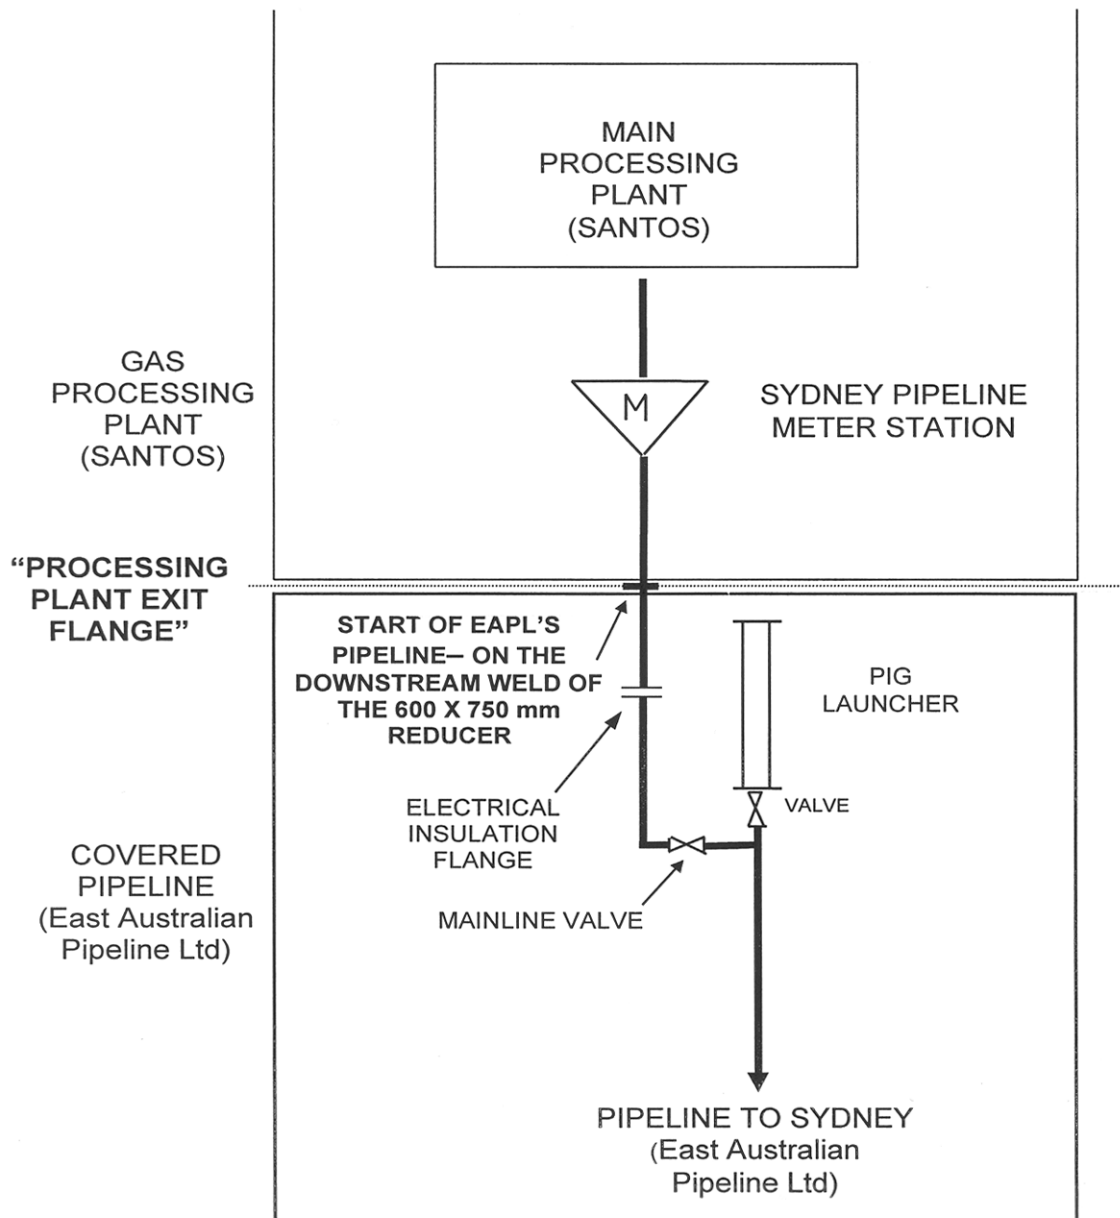 MAIN
PROCESSING
PLANT
(SANTOS)
GAS
PROCESSING
PLANT
(SANTOS)
M
SYDNEY PIPELINE
METER STATION
“PROCESSING
PLANT EXIT
FLANGE”
START OF EAPL’S
PIPELINE– ON THE
DOWNSTREAM WELD OF
THE 600 X 750 mm
REDUCER
PIG
LAUNCHER
VALVE
ELECTRICAL
INSULATION
FLANGE
MAINLINE VALVE
COVERED
PIPELINE
(East Australian
Pipeline Ltd)
PIPELINE TO SYDNEY
(East Australian
Pipeline Ltd)